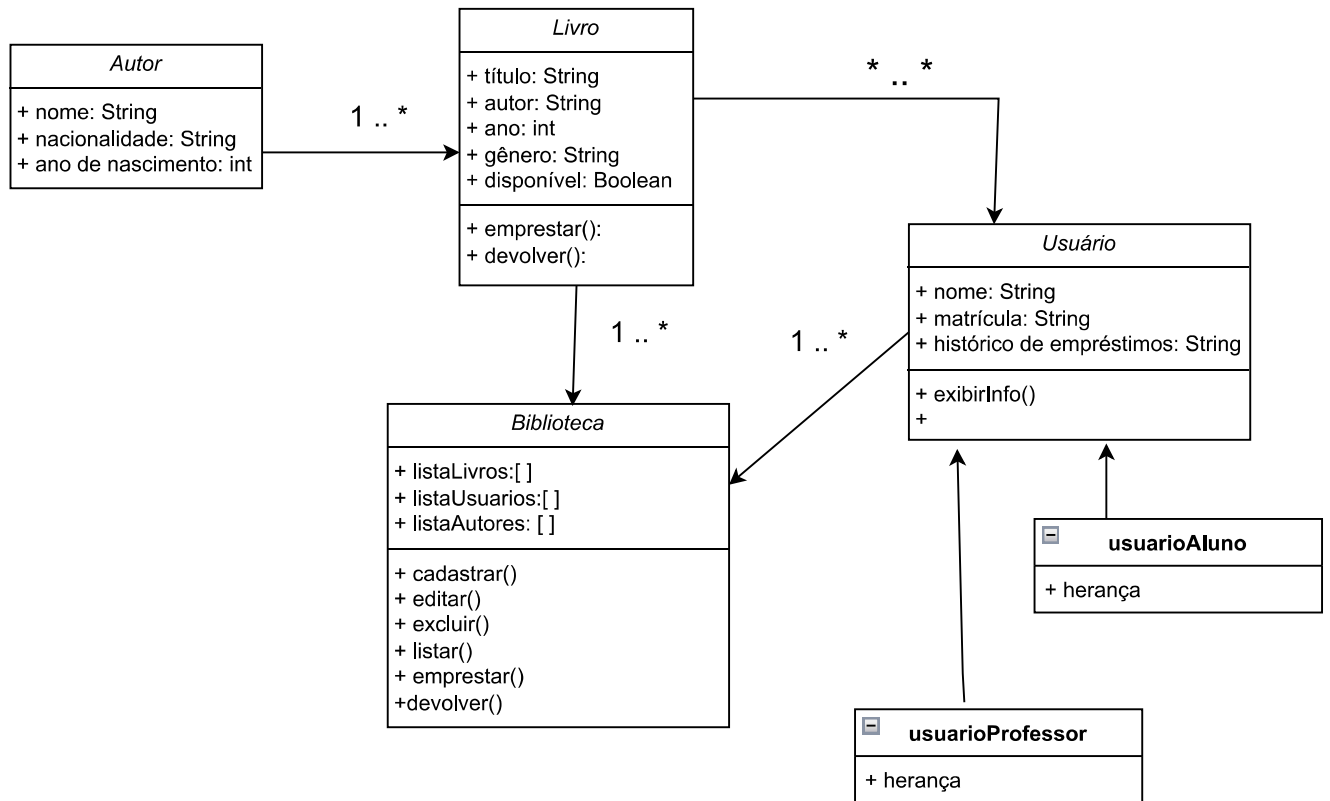 Autor
+ nome: String
+ nacionalidade: String
+ ano de nascimento: int
1 .. *
Livro
+ título: String
+ autor: String
+ ano: int
+ gênero: String
+ disponível: Boolean
+ emprestar():
+ devolver():
* .. *
Usuário
+ nome: String
+ matrícula: String
+ histórico de empréstimos: String
+ exibirInfo()
+
1 .. *
1 .. *
Biblioteca
+ listaLivros:[ ]
+ listaUsuarios:[ ]
+ listaAutores: [ ]
+ cadastrar()
+ editar()
+ excluir()
+ listar()
+ emprestar()
+devolver()
usuarioAluno
+ herança
usuarioProfessor
+ herança